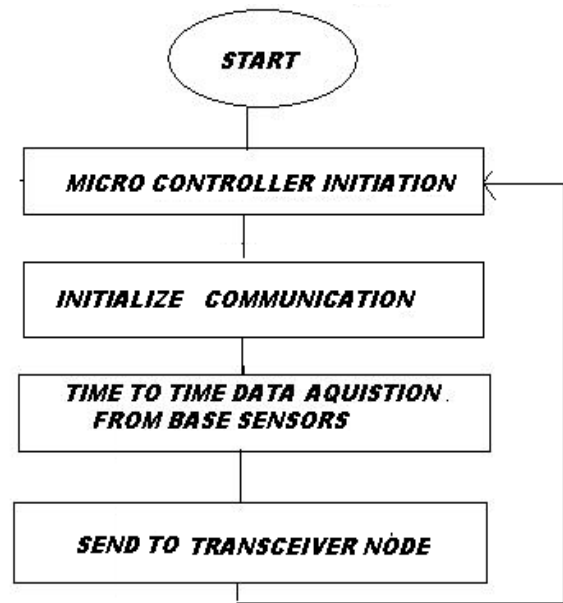 START
MICRO CONTROLLER INITIATION
INITIALIZE COMMUNICATION
TIME TO TIME DATA AQUISTION
FROM BASE SENSORS
SEND TO TRANSCEIVER NODE